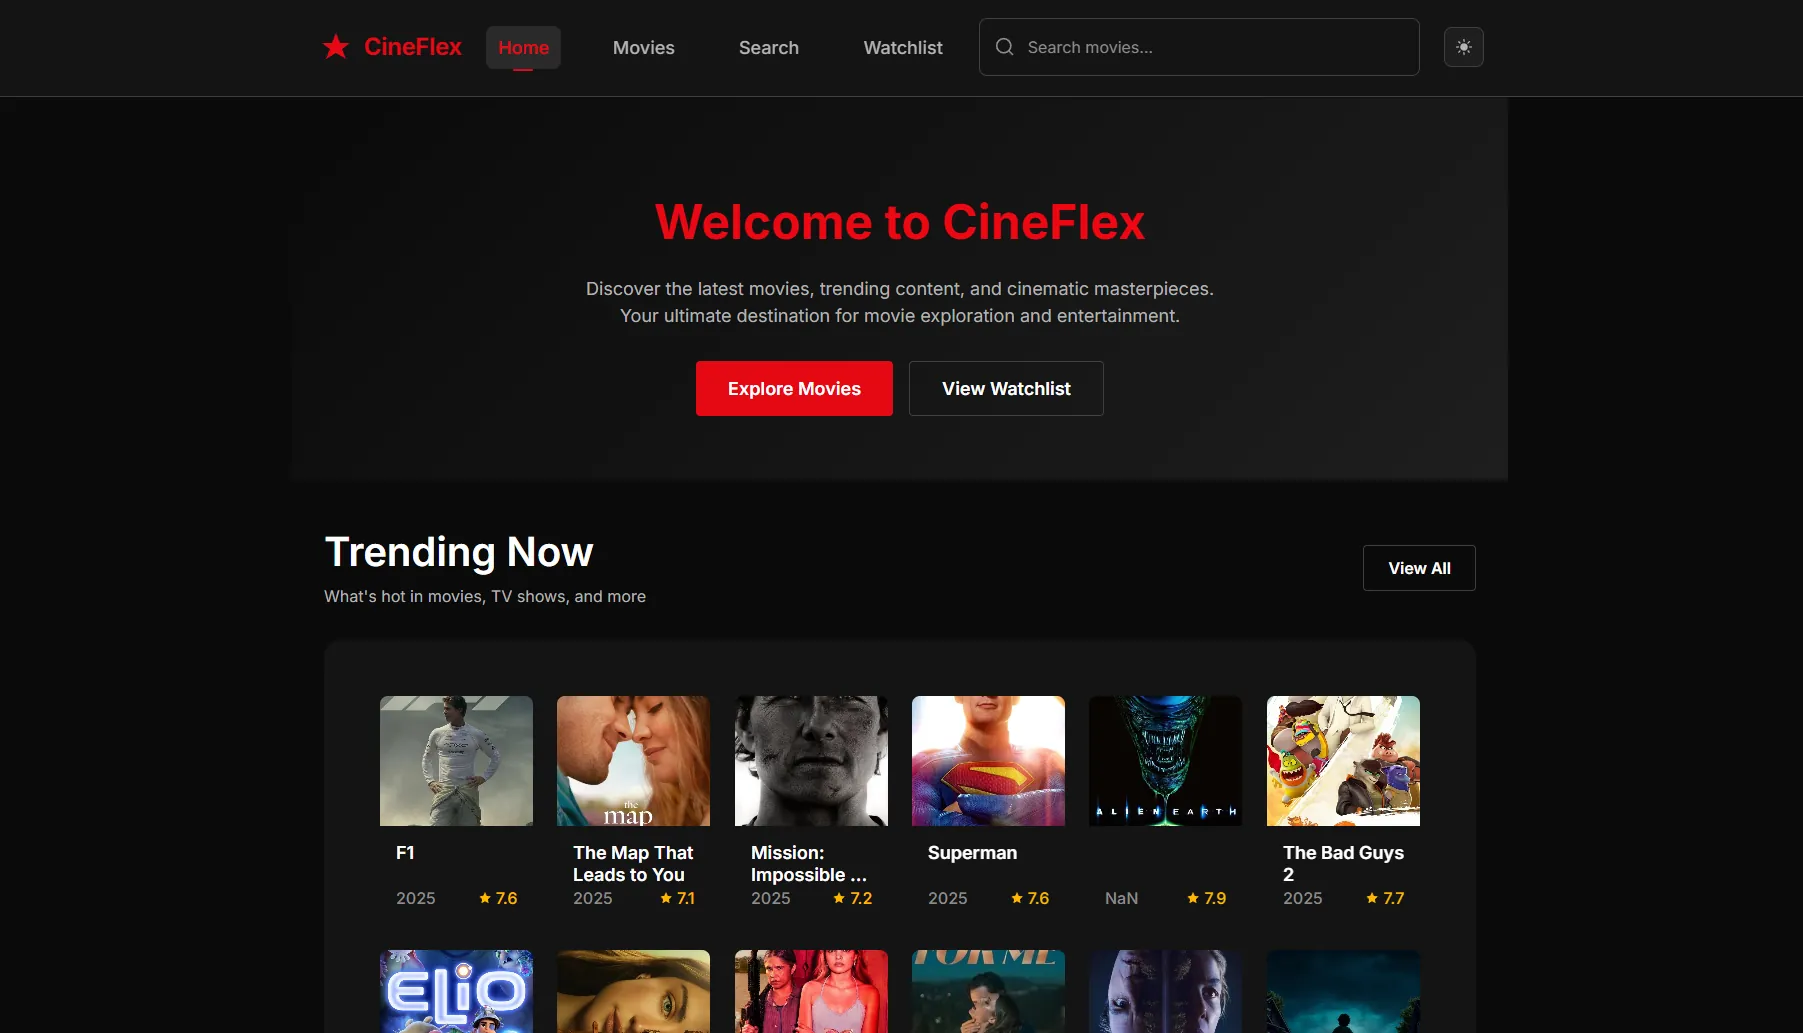 CineFlex
Home
Movies
Search
Watchlist
Search movies...
Welcome to CineFlex
Discover the latest movies, trending content, and cinematic masterpieces.
Your ultimate destination for movie exploration and entertainment.
Explore Movies
View Watchlist
Trending Now
What's hot in movies, TV shows, and more
View All
the
map
ALIEN EARTH
F1
The Map That
Leads to You
Mission:
Impossible ...
Superman
The Bad Guys
2
2025
7.6
2025
7.1
2025
7.2
2025
7.6
NaN
7.9
2025
7.7
ELIO
FOR ME